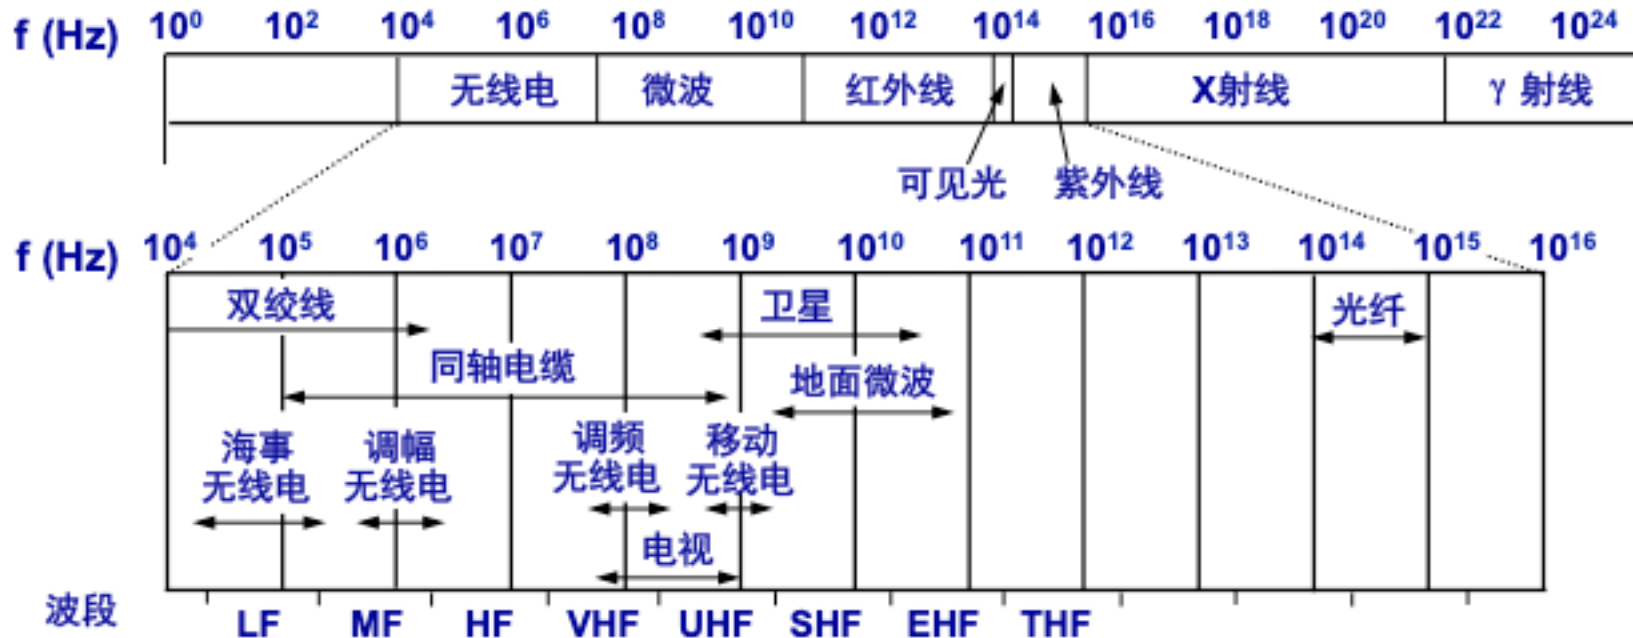 f (Hz) 10⁰ 10² 10⁴ 10⁶ 10⁸ 10¹⁰ 10¹² 10¹⁴ 10¹⁶ 10¹⁸ 10²⁰ 10²² 10²⁴
无线电 微波 红外线 X射线 γ 射线
可见光 紫外线
f (Hz) 10⁴ 10⁵ 10⁶ 10⁷ 10⁸ 10⁹ 10¹⁰ 10¹¹ 10¹² 10¹³ 10¹⁴ 10¹⁵ 10¹⁶
双绞线 卫星 光纤
同轴电缆 地面微波
海事 调幅 调频 移动
无线电 无线电 无线电 无线电
电视
波段 LF MF HF VHF UHF SHF EHF THF